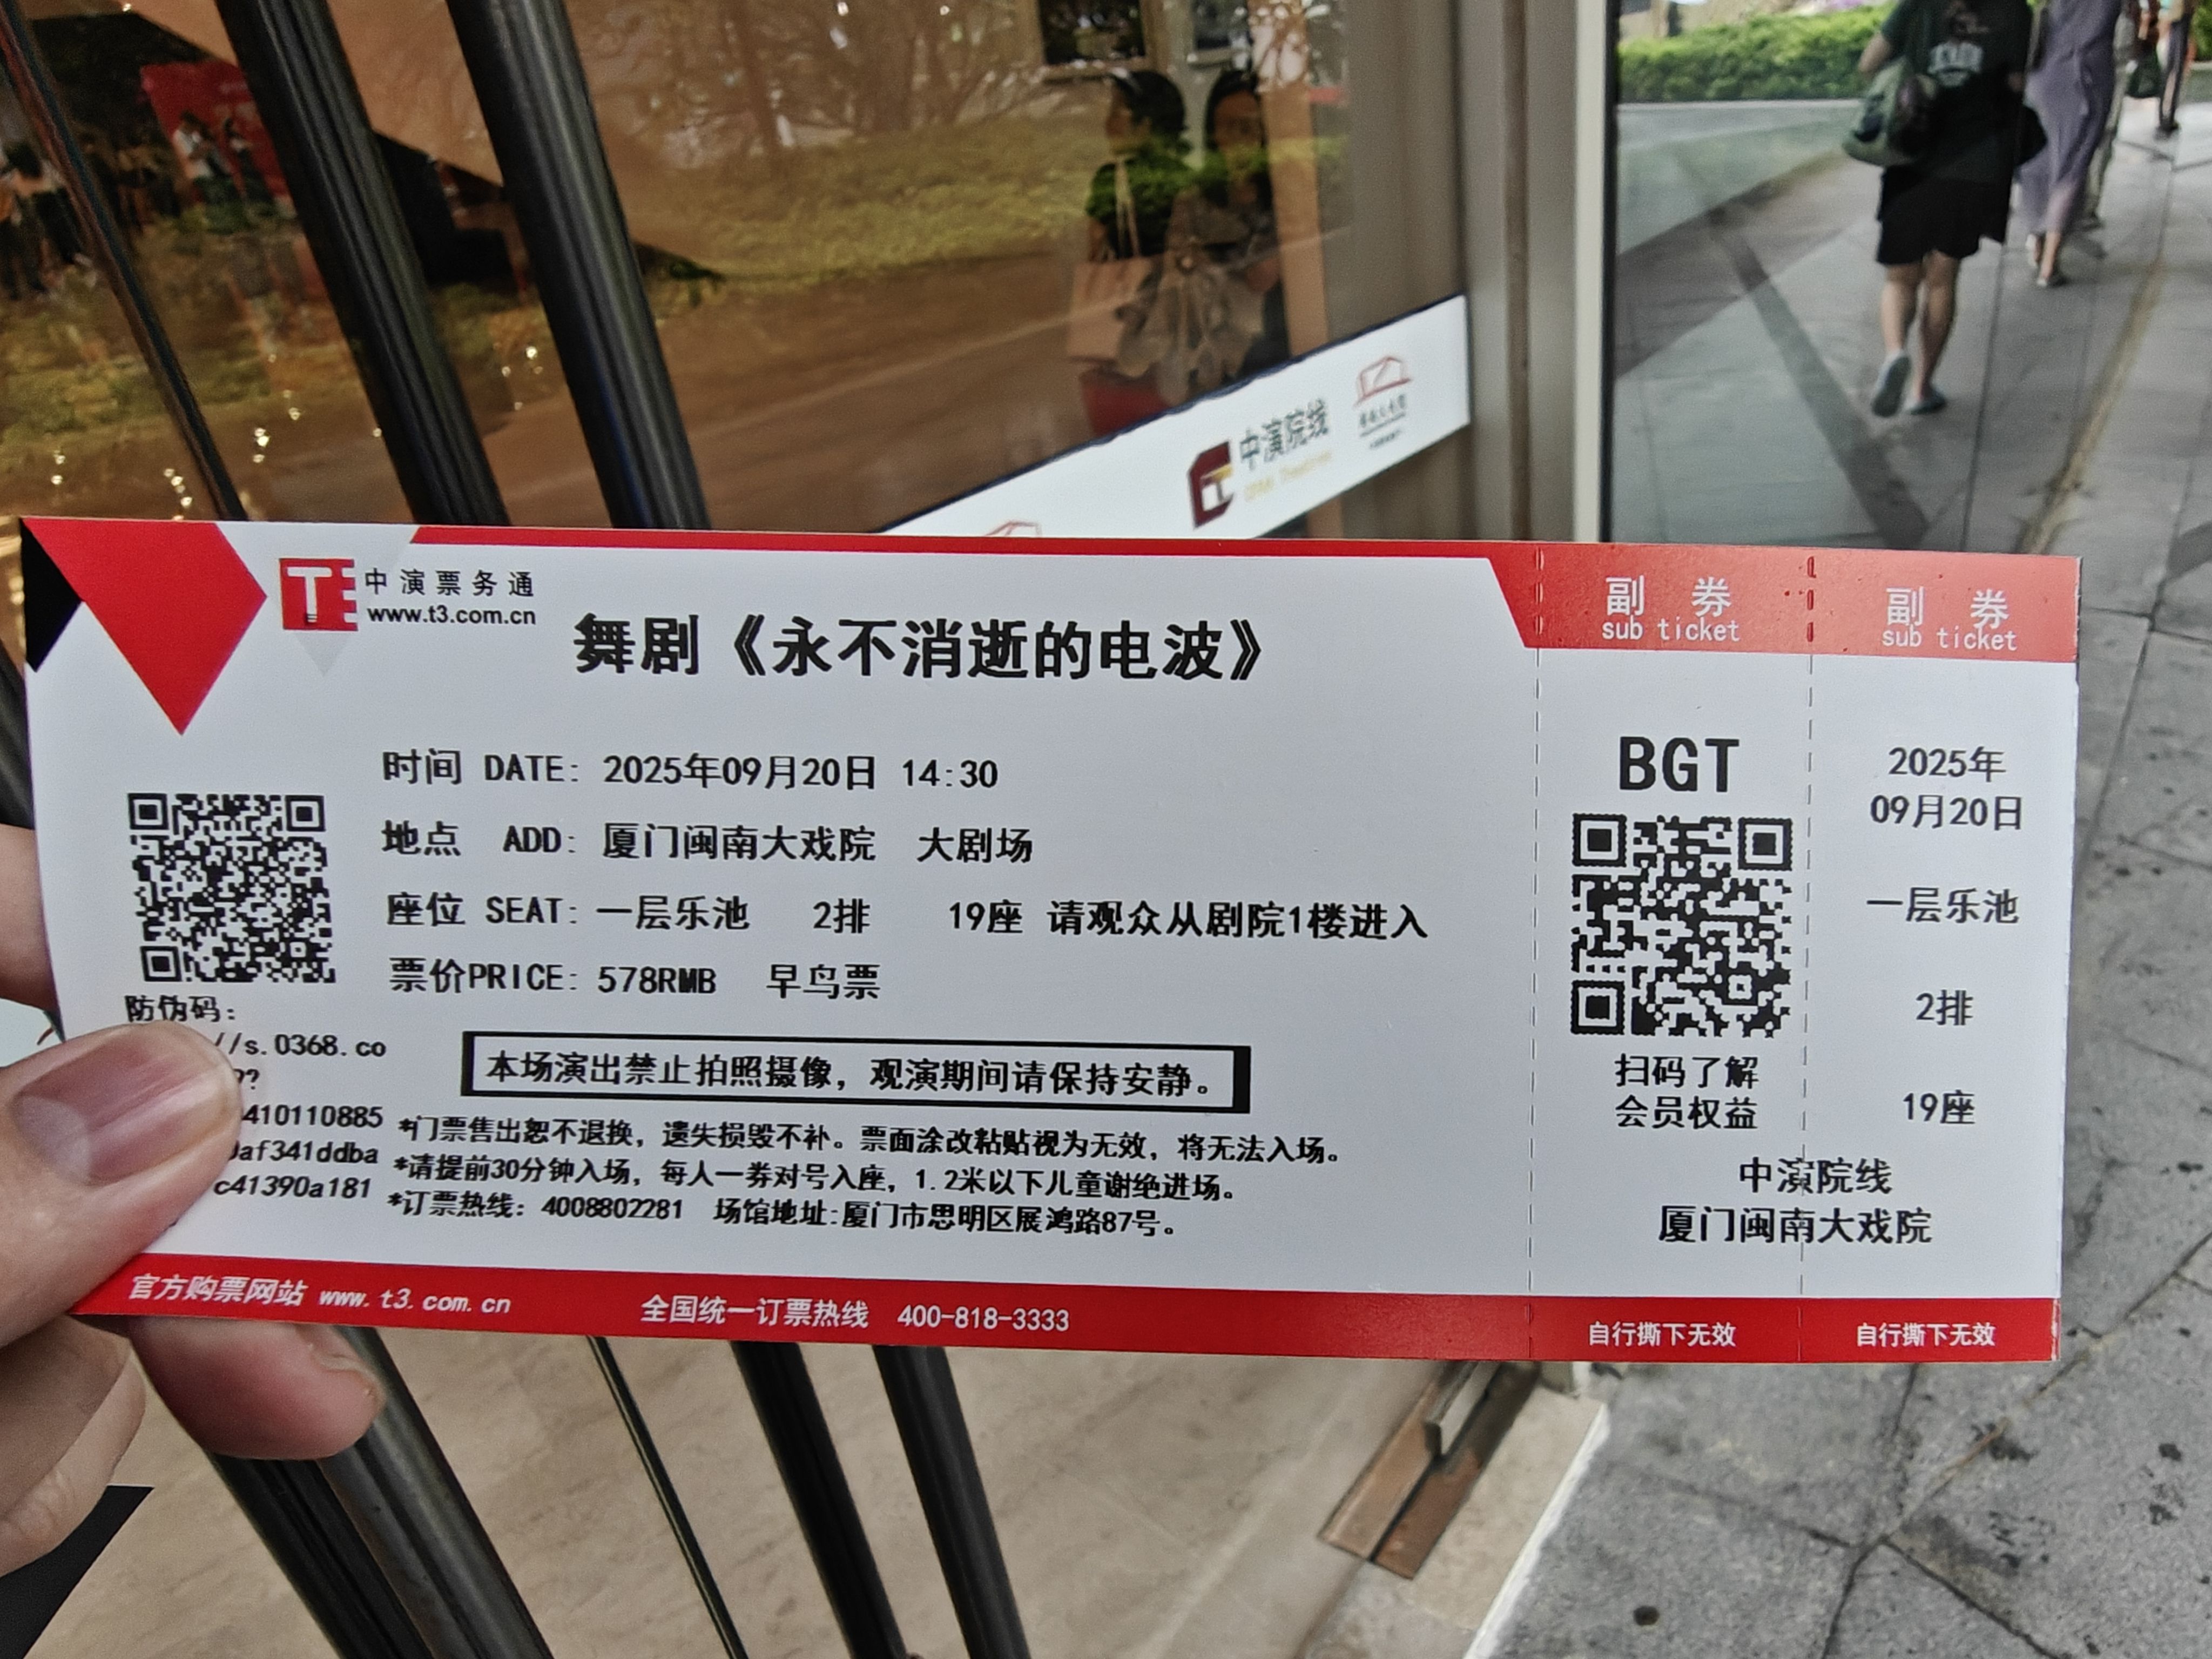 中演院线
中演票务通
www.t3.com.cn
舞剧《永不消逝的电波》
时间 DATE: 2025年09月20日 14:30
地点 ADD: 厦门闽南大戏院 大剧场
座位 SEAT: 一层乐池 2排 19座 请观众从剧院1楼进入
票价PRICE: 578RMB 早鸟票
防伪码:
//s.0368.co
?
410110885
af341ddba
c41390a181
本场演出禁止拍照摄像，观演期间请保持安静。
*门票售出恕不退换，遗失损毁不补。票面涂改粘贴视为无效，将无法入场。
*请提前30分钟入场，每人一券对号入座，1.2米以下儿童谢绝进场。
*订票热线: 4008802281 场馆地址:厦门市思明区展鸿路87号。
官方购票网站 www.t3.com.cn 全国统一订票热线 400-818-3333
副 券
sub ticket
BGT
扫码了解
会员权益
副 券
sub ticket
2025年
09月20日
一层乐池
2排
19座
中演院线
厦门闽南大戏院
自行撕下无效
自行撕下无效